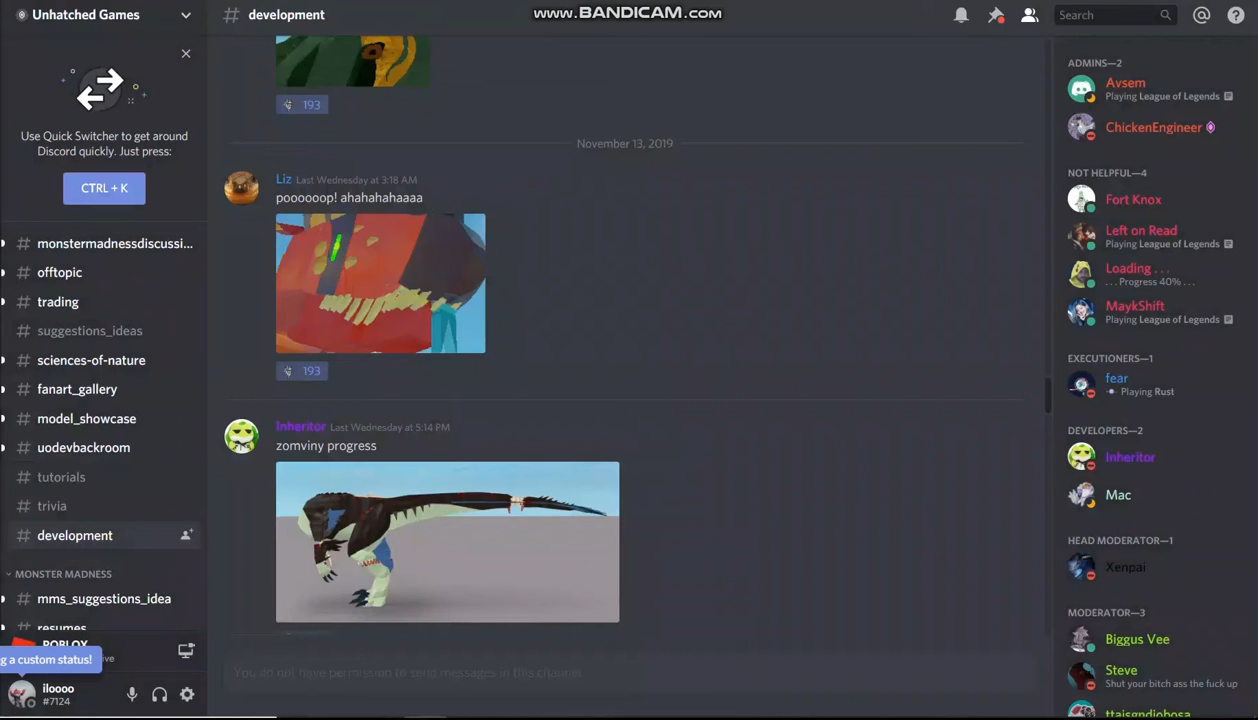 Unhatched Games
# development
www.BANDICAM.com
Search
Use Quick Switcher to get around
Discord quickly. Just press:
CTRL + K
# monstermadnessdiscussi...
# offtopic
# trading
# suggestions_ideas
# sciences-of-nature
# fanart_gallery
# model_showcase
# uodevbackroom
# tutorials
# trivia
# development
MONSTER MADNESS
# mms_suggestions_idea
# resumes
ROBLOX
g a custom status!
iloooo
#7124
193
November 13, 2019
Liz Last Wednesday at 3:18 AM
poooooop! ahahahahaaaa
193
Inheritor Last Wednesday at 5:14 PM
zomviny progress
You do not have permission to send messages in this channel
ADMINS—2
Avsem
Playing League of Legends
ChickenEngineer
NOT HELPFUL—4
Fort Knox
Left on Read
Playing League of Legends
Loading . . .
. . . Progress 40% . . .
MaykShift
Playing League of Legends
EXECUTIONERS—1
fear
Playing Rust
DEVELOPERS—2
Inheritor
Mac
HEAD MODERATOR—1
Xenpai
MODERATOR—3
Biggus Vee
Steve
Shut your bitch ass the fuck up